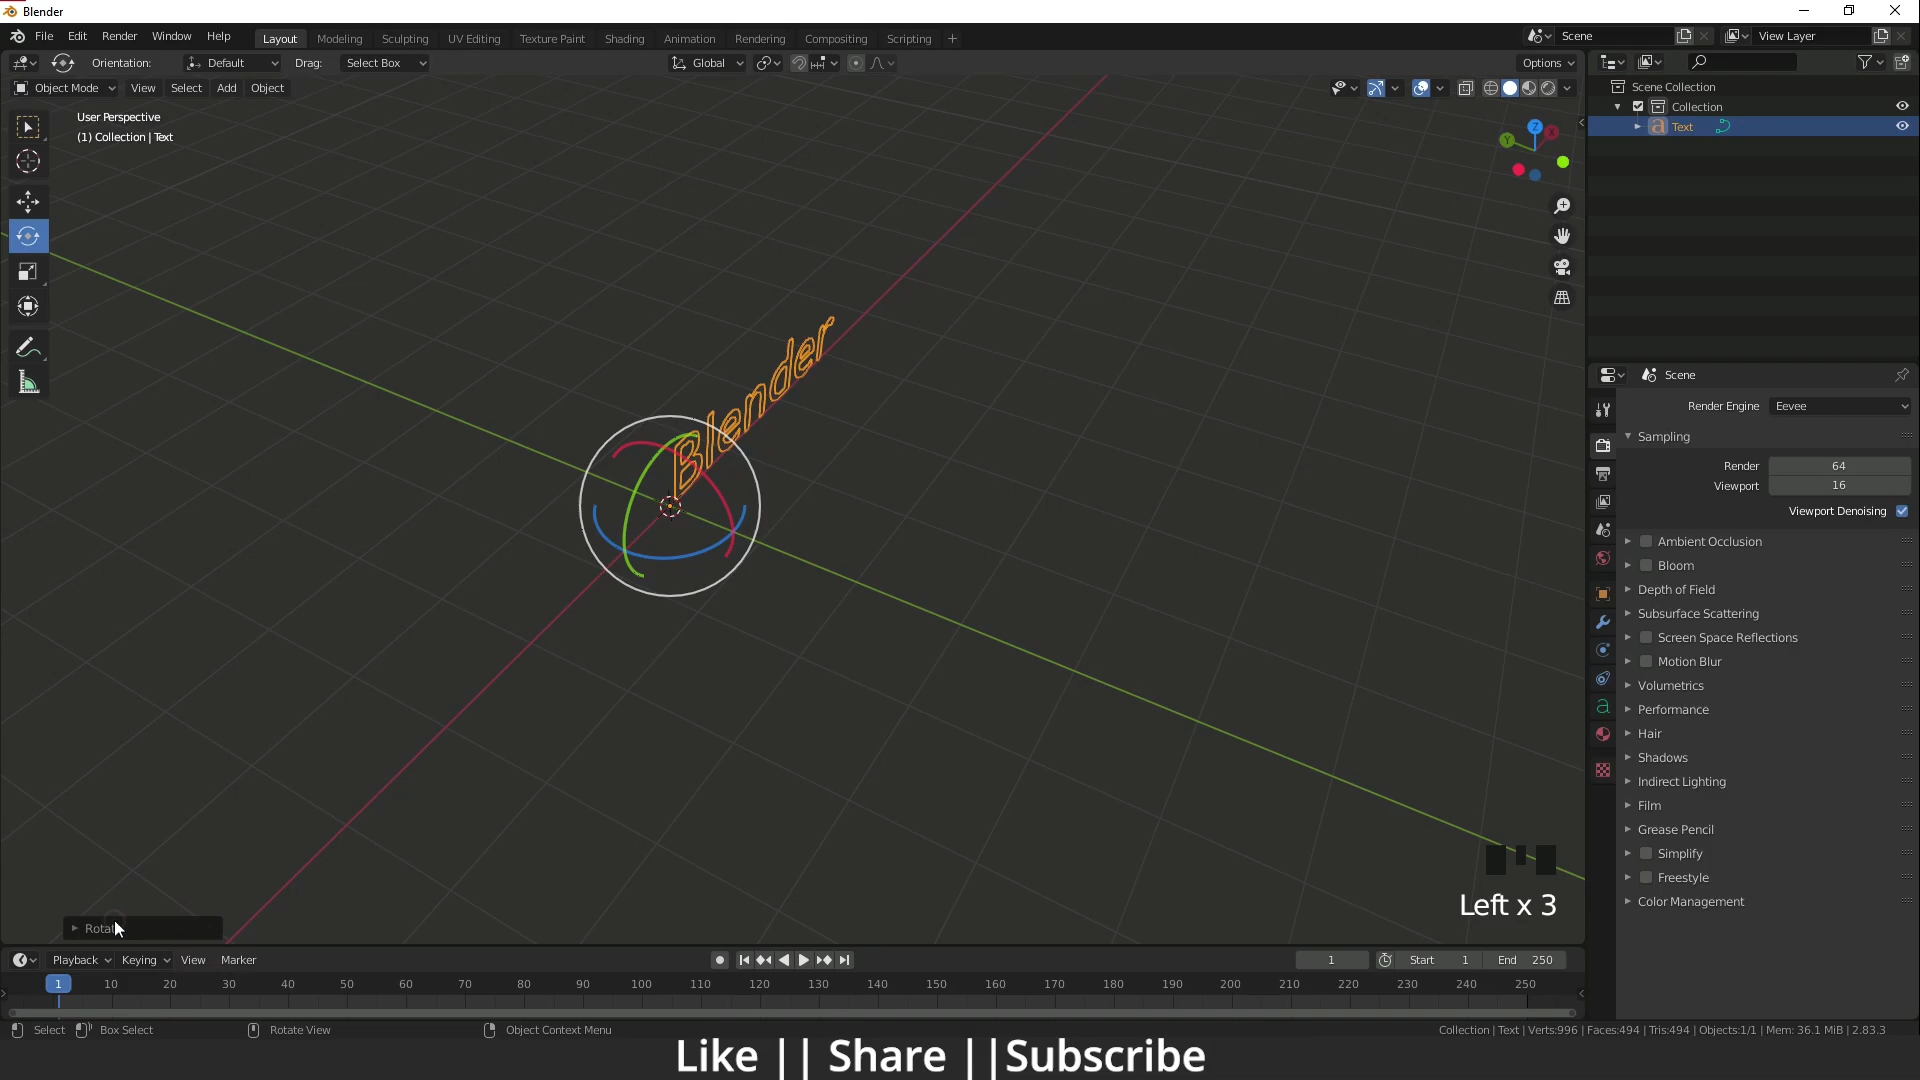 Blender
File Edit Render Window Help
Layout Modeling Sculpting UV Editing Texture Paint Shading Animation Rendering Compositing Scripting
Scene View Layer
Orientation: Default Drag: Select Box Global Options
Object Mode View Select Add Object
User Perspective
(1) Collection | Text
Z
Y
X
Blender
Left x 3
Rotat
Scene Collection
Collection
Text
Scene
Render Engine Eevee
Sampling
Render 64
Viewport 16
Viewport Denoising
Ambient Occlusion
Bloom
Depth of Field
Subsurface Scattering
Screen Space Reflections
Motion Blur
Volumetrics
Performance
Hair
Shadows
Indirect Lighting
Film
Grease Pencil
Simplify
Freestyle
Color Management
Playback Keying View Marker 1 Start 1 End 250
1 10 20 30 40 50 60 70 80 90 100 110 120 130 140 150 160 170 180 190 200 210 220 230 240 250
Select Box Select Rotate View Object Context Menu Collection | Text | Verts:996 | Faces:494 | Tris:494 | Objects:1/1 | Mem: 36.1 MiB | 2.83.3
Like || Share ||Subscribe